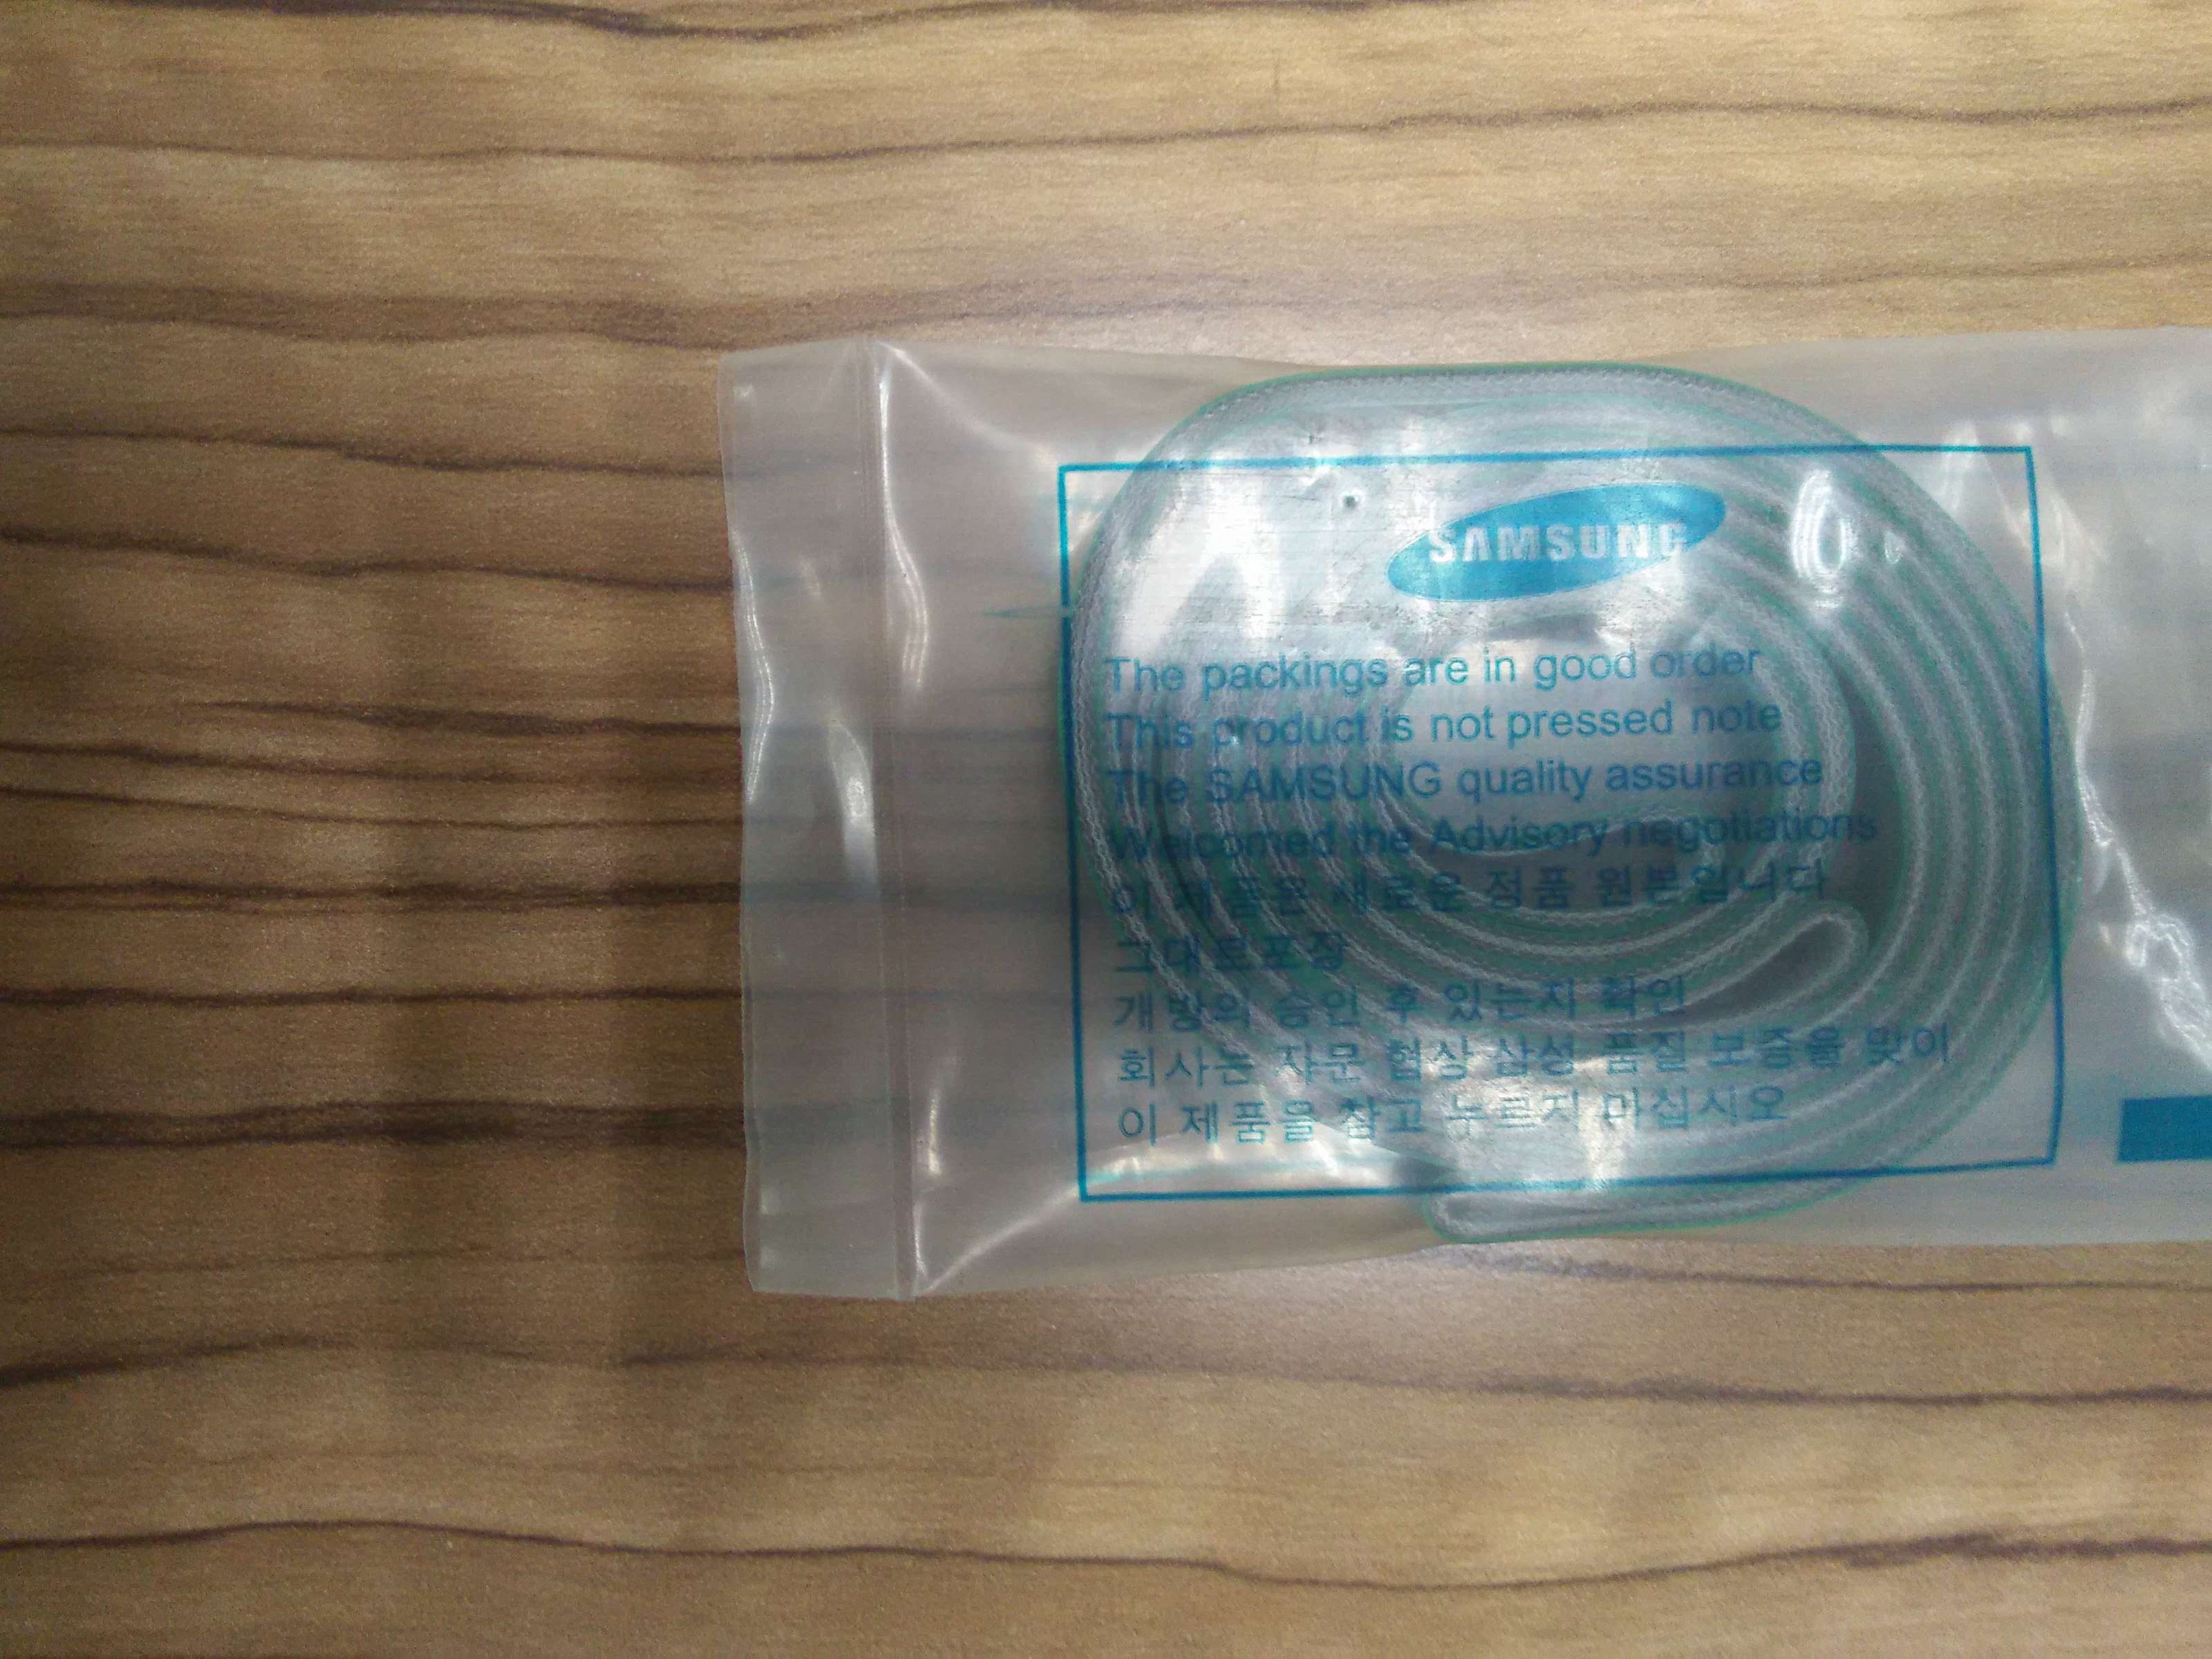 SAMSUNG
The packings are in good order
This product is not pressed note
The SAMSUNG quality assurance
Welcomed the Advisory negotiations
이 제품은 새로운 정품 원본입니다
그대로포장
개방의 승인 후 있는지 확인
회사는 자문 협상 삼성 품질 보증을 맞이
이 제품을 참고 누르지 마십시오